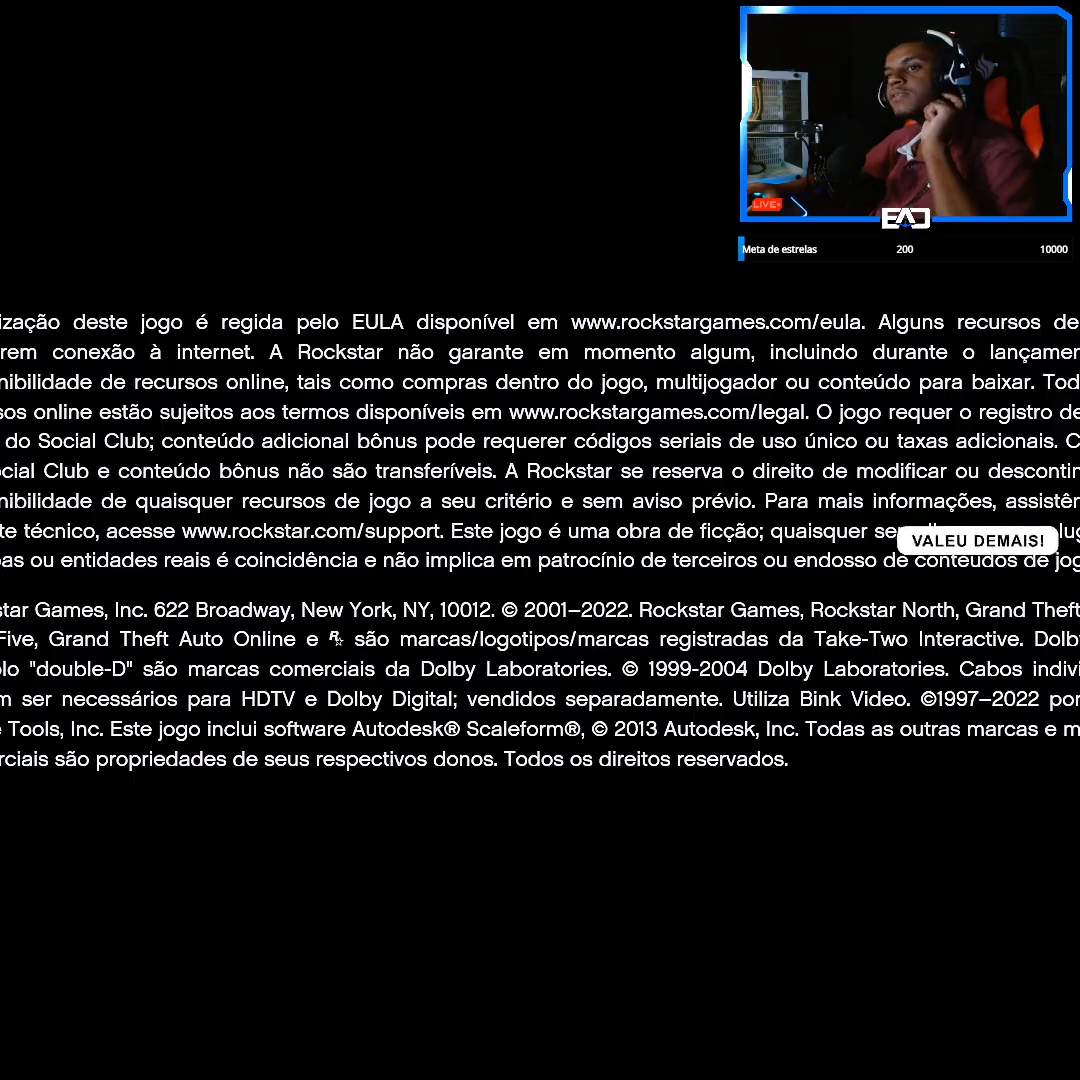 LIVE
EAD
Meta de estrelas 200 10000
ização deste jogo é regida pelo EULA disponível em www.rockstargames.com/eula. Alguns recursos de
rem conexão à internet. A Rockstar não garante em momento algum, incluindo durante o lançamen
nibilidade de recursos online, tais como compras dentro do jogo, multijogador ou conteúdo para baixar. Tod
sos online estão sujeitos aos termos disponíveis em www.rockstargames.com/legal. O jogo requer o registro de
do Social Club; conteúdo adicional bônus pode requerer códigos seriais de uso único ou taxas adicionais. C
ocial Club e conteúdo bônus não são transferíveis. A Rockstar se reserva o direito de modificar ou descontin
nibilidade de quaisquer recursos de jogo a seu critério e sem aviso prévio. Para mais informações, assistên
te técnico, acesse www.rockstar.com/support. Este jogo é uma obra de ficção; quaisquer se lug
VALEU DEMAIS!
as ou entidades reais é coincidência e não implica em patrocínio de terceiros ou endosso de conteúdos de jog
star Games, Inc. 622 Broadway, New York, NY, 10012. © 2001–2022. Rockstar Games, Rockstar North, Grand Theft
Five, Grand Theft Auto Online e R* são marcas/logotipos/marcas registradas da Take-Two Interactive. Dolb
olo "double-D" são marcas comerciais da Dolby Laboratories. © 1999-2004 Dolby Laboratories. Cabos indivi
m ser necessários para HDTV e Dolby Digital; vendidos separadamente. Utiliza Bink Video. ©1997–2022 por
e Tools, Inc. Este jogo inclui software Autodesk® Scaleform®, © 2013 Autodesk, Inc. Todas as outras marcas e m
rciais são propriedades de seus respectivos donos. Todos os direitos reservados.